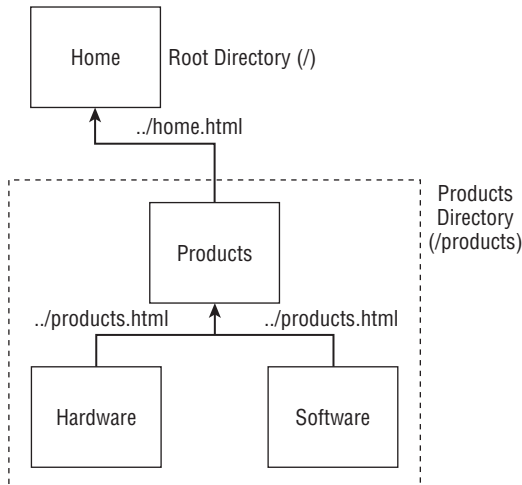 Home
Root Directory (/)
../home.html
Products
Directory
(/products)
Products
../products.html
../products.html
Hardware
Software